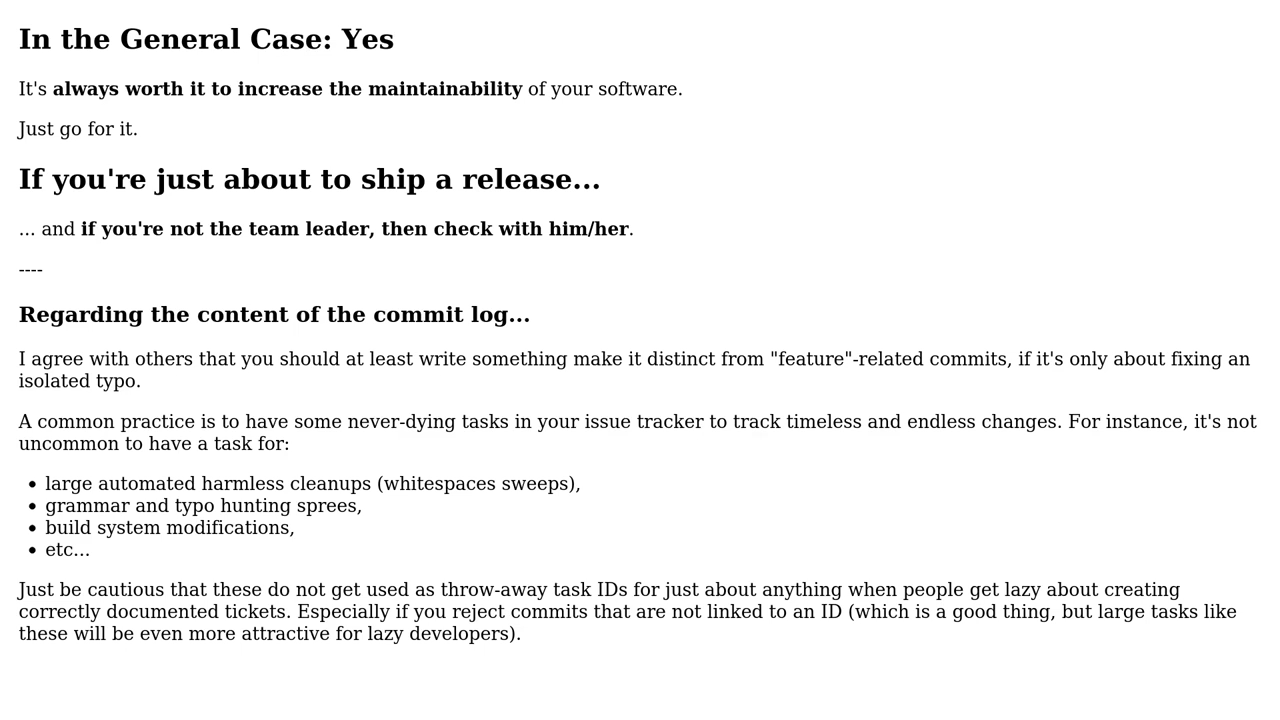 In the General Case: Yes
It's always worth it to increase the maintainability of your software.
Just go for it.
If you're just about to ship a release...
... and if you're not the team leader, then check with him/her.
----
Regarding the content of the commit log...
I agree with others that you should at least write something make it distinct from "feature"-related commits, if it's only about fixing an
isolated typo.
A common practice is to have some never-dying tasks in your issue tracker to track timeless and endless changes. For instance, it's not
uncommon to have a task for:
• large automated harmless cleanups (whitespaces sweeps),
• grammar and typo hunting sprees,
• build system modifications,
• etc...
Just be cautious that these do not get used as throw-away task IDs for just about anything when people get lazy about creating
correctly documented tickets. Especially if you reject commits that are not linked to an ID (which is a good thing, but large tasks like
these will be even more attractive for lazy developers).